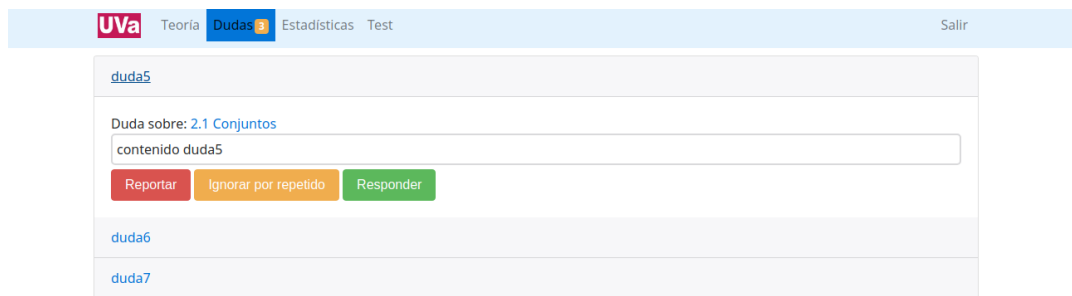 UVa Teoría Dudas 3 Estadísticas Test Salir
duda5
Duda sobre: 2.1 Conjuntos
contenido duda5
Reportar Ignorar por repetido Responder
duda6
duda7